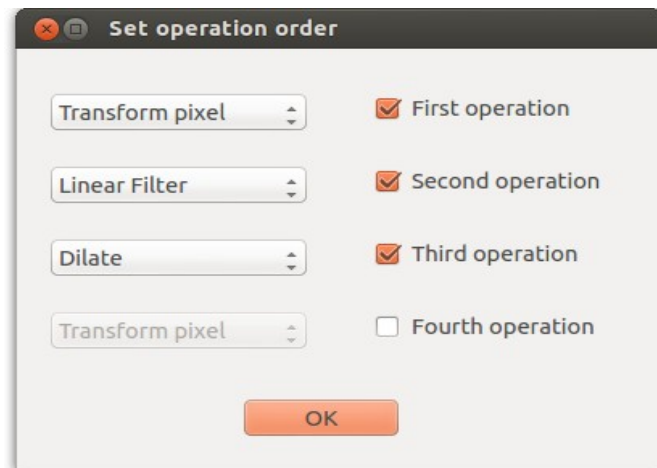 Set operation order
Transform pixel First operation
Linear Filter Second operation
Dilate Third operation
Transform pixel Fourth operation
OK